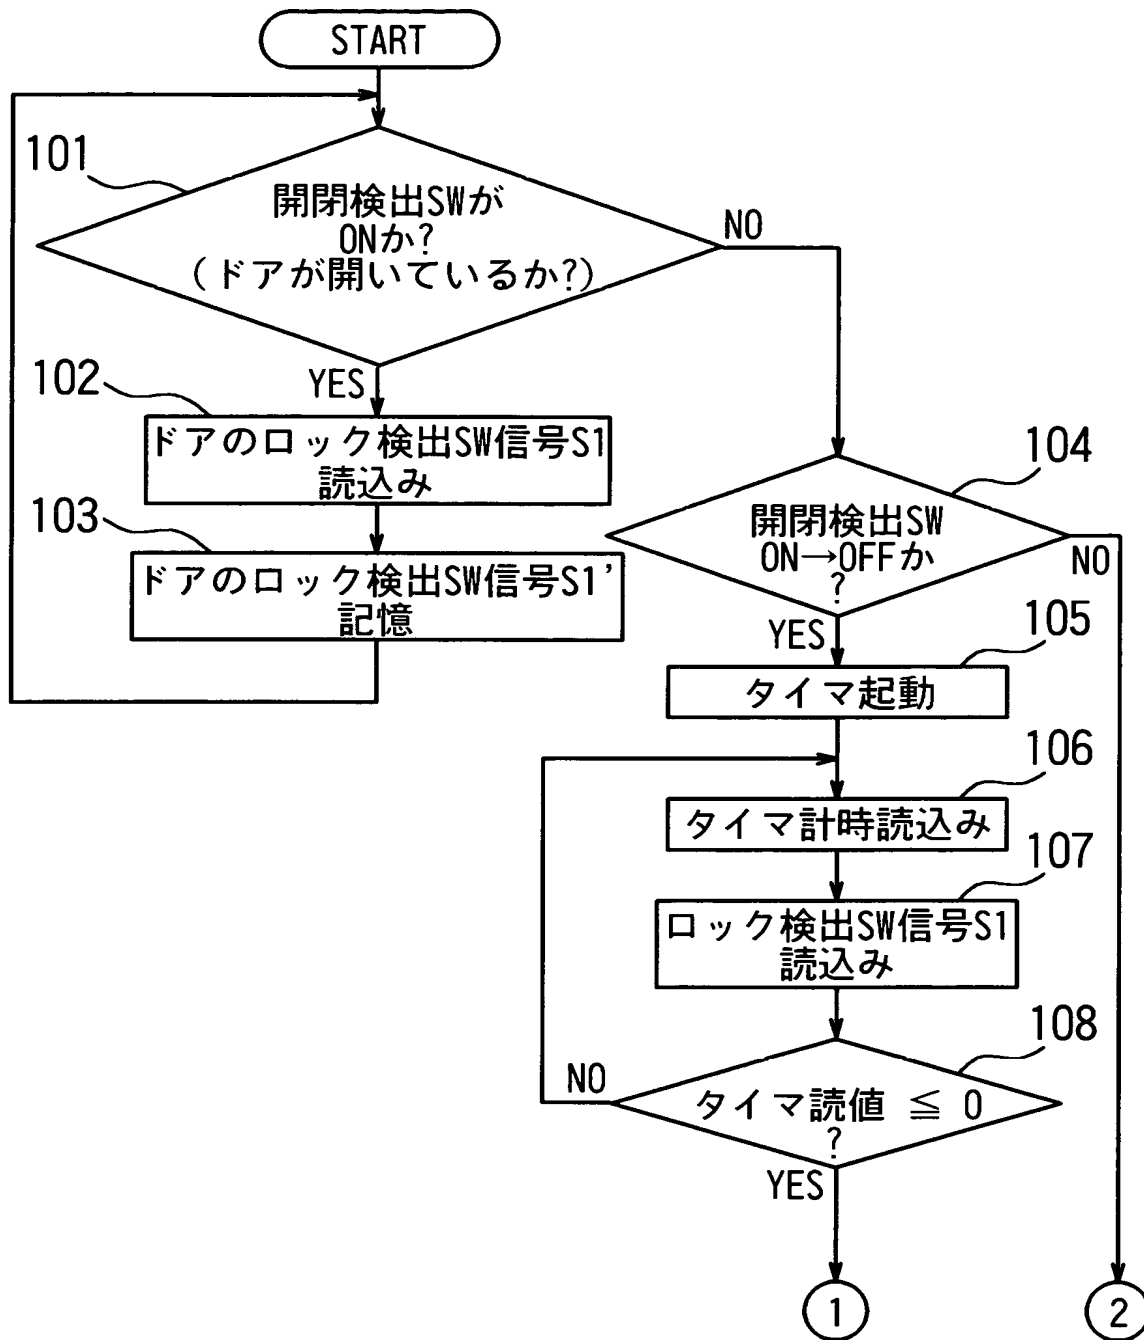 START
101
開閉検出SWが
ONか?
(ドアが開いているか?)
NO
YES
102
ドアのロック検出SW信号S1
読込み
103
ドアのロック検出SW信号S1'
記憶
104
開閉検出SW
ON→OFFか
?
NO
YES
105
タイマ起動
106
タイマ計時読込み
107
ロック検出SW信号S1
読込み
108
タイマ読値 ≦ 0
?
NO
YES
1
2